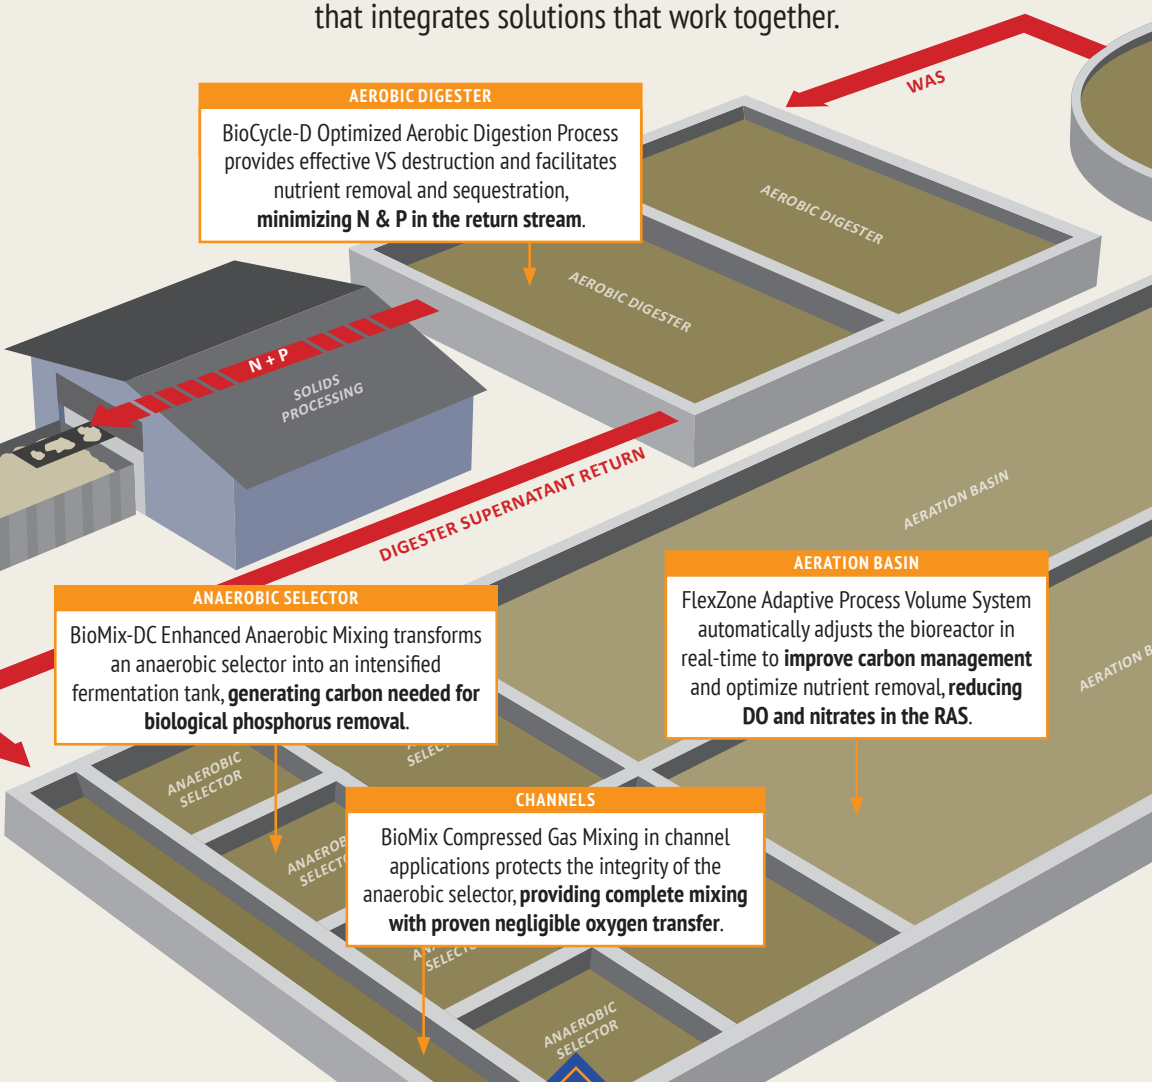 that integrates solutions that work together.
WAS
AEROBIC DIGESTER
BioCycle-D Optimized Aerobic Digestion Process
provides effective VS destruction and facilitates
nutrient removal and sequestration,
minimizing N & P in the return stream.
AEROBIC DIGESTER
AEROBIC DIGESTER
N + P
SOLIDS
PROCESSING
DIGESTER SUPERNATANT RETURN
AERATION BASIN
AERATION BASIN
FlexZone Adaptive Process Volume System
automatically adjusts the bioreactor in
real-time to improve carbon management
and optimize nutrient removal, reducing
DO and nitrates in the RAS.
AERATION B
ANAEROBIC SELECTOR
BioMix-DC Enhanced Anaerobic Mixing transforms
an anaerobic selector into an intensified
fermentation tank, generating carbon needed for
biological phosphorus removal.
SELEC
ANAEROBIC
SELECTOR
ANAEROB
SELECT
CHANNELS
BioMix Compressed Gas Mixing in channel
applications protects the integrity of the
anaerobic selector, providing complete mixing
with proven negligible oxygen transfer.
AN
SELECT
ANAEROBIC
SELECTOR